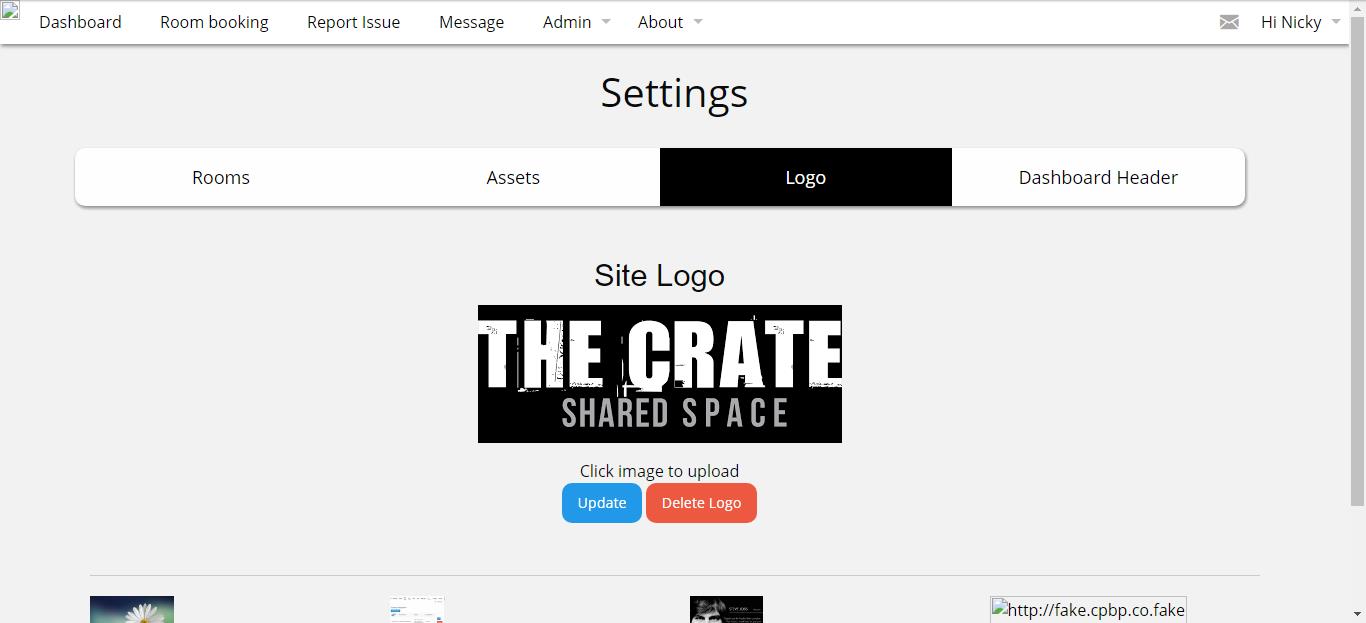 Dashboard Room booking Report Issue Message Admin About Hi Nicky
Settings
Rooms Assets Logo Dashboard Header
Site Logo
THE CRATE
SHARED SPACE
Click image to upload
Update Delete Logo
http://fake.cpbp.co.fake